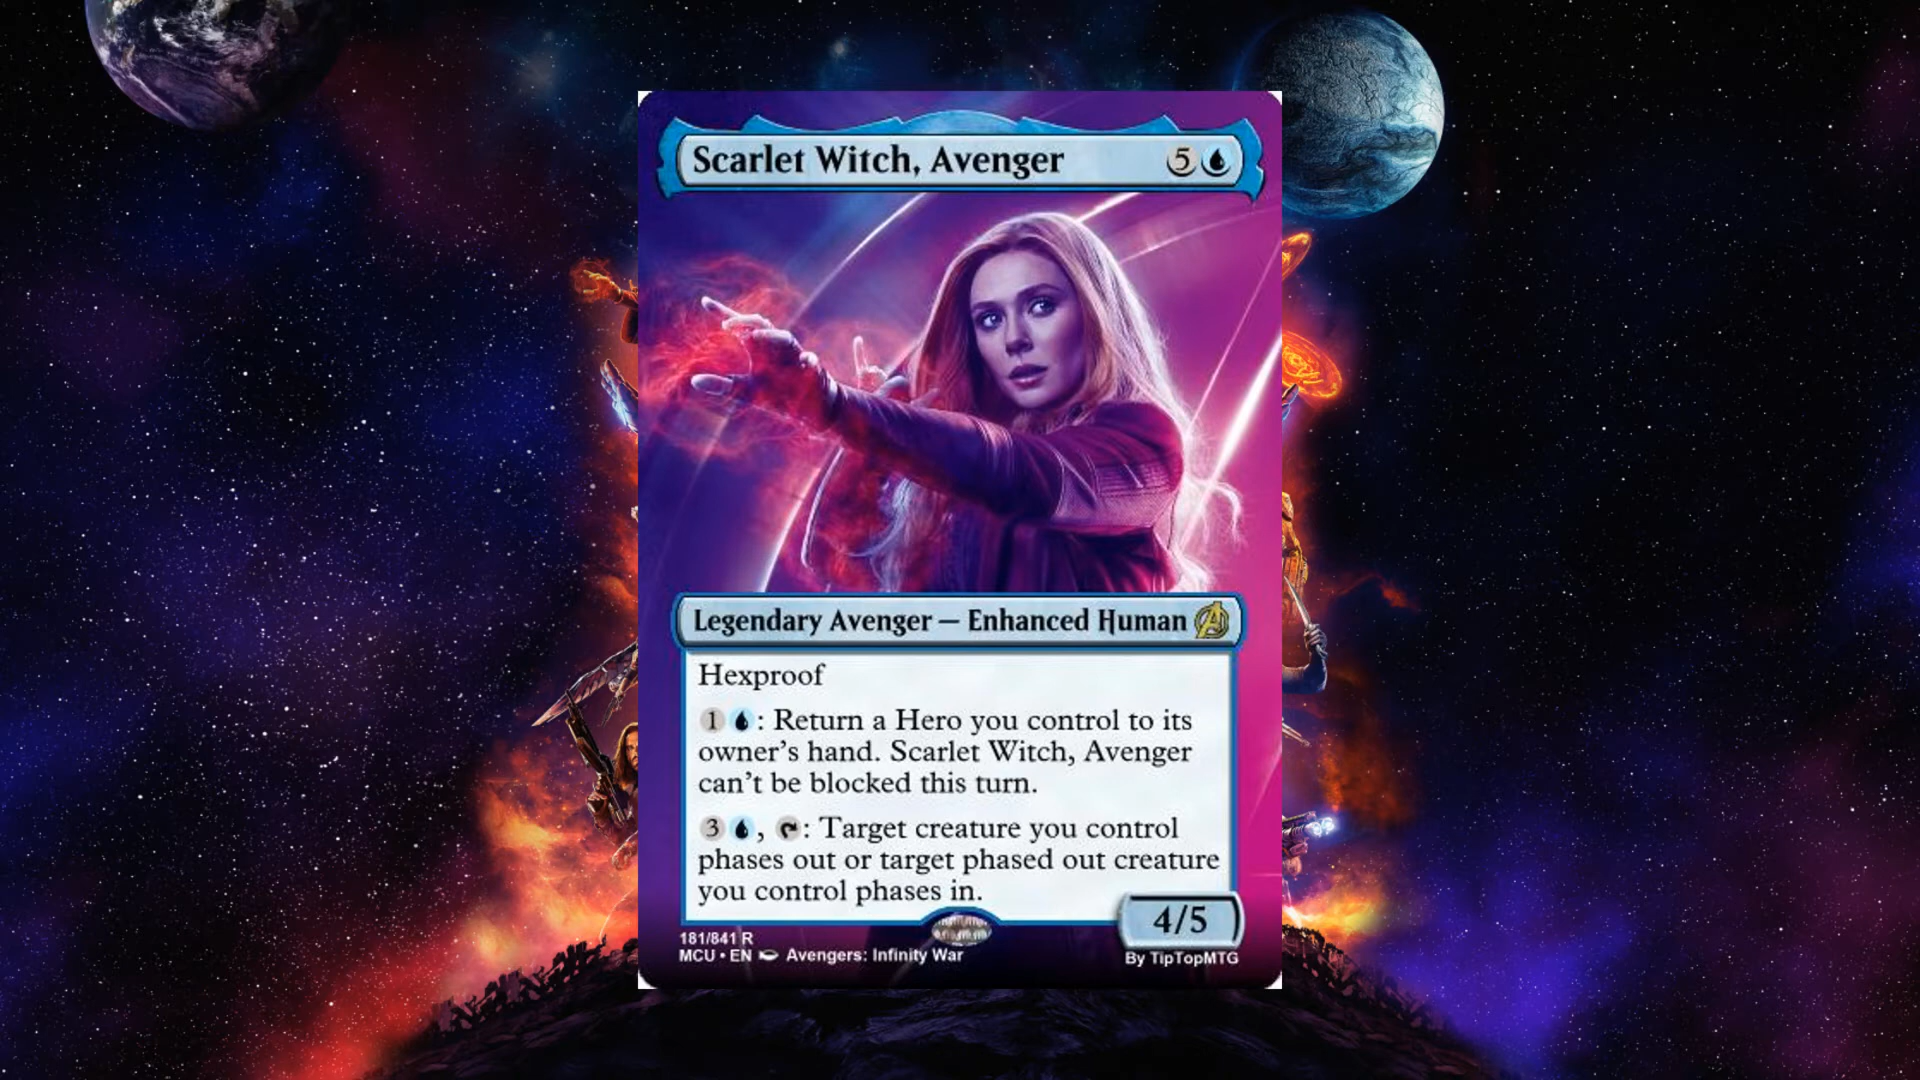 Scarlet Witch, Avenger 5
Legendary Avenger — Enhanced Human
Hexproof
1 : Return a Hero you control to its
owner's hand. Scarlet Witch, Avenger
can't be blocked this turn.
3 , : Target creature you control
phases out or target phased out creature
you control phases in.
4/5
181/841 R
MCU • EN Avengers: Infinity War
By TipTopMTG